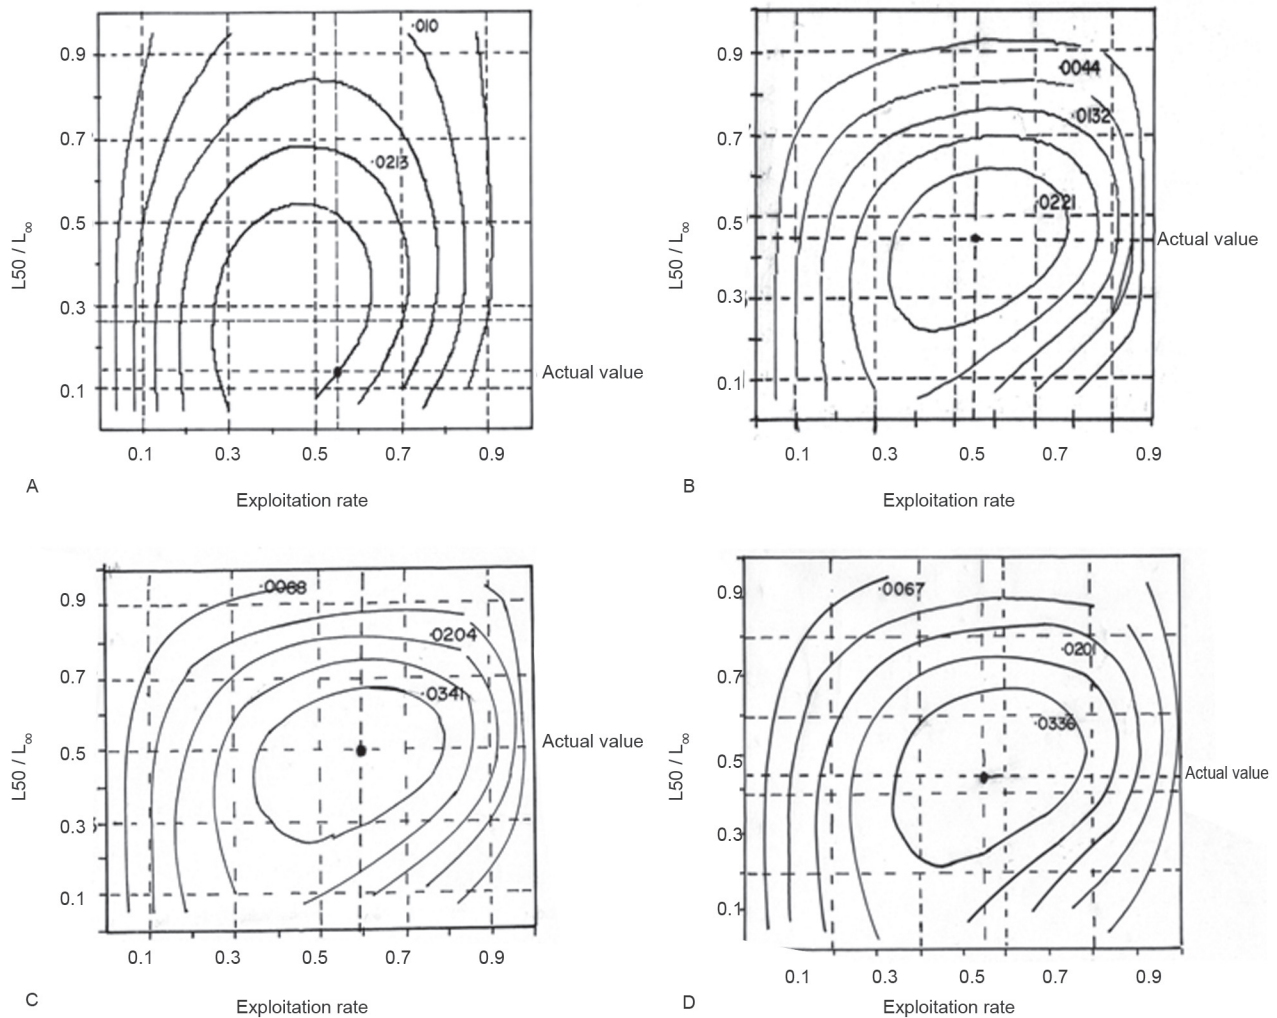 ·010
0.9
0.7
·0213
0.5
L50 / L∞
0.3
Actual value
0.1
0.1 0.3 0.5 0.7 0.9
A
Exploitation rate
0.9
·0044
·0132
0.7
·0221
0.5
L50 / L∞
Actual value
0.3
0.1
0.1 0.3 0.5 0.7 0.9
B
Exploitation rate
·0068
0.9
·0204
0.7
·0341
Actual value
0.5
L50 / L∞
0.3
0.1
0.1 0.3 0.5 0.7 0.9
C
Exploitation rate
·0067
0.9
·0201
0.7
·0336
0.5
Actual value
L50 / L∞
0.3
0.1
0.1 0.3 0.5 0.7 0.9
D
Exploitation rate